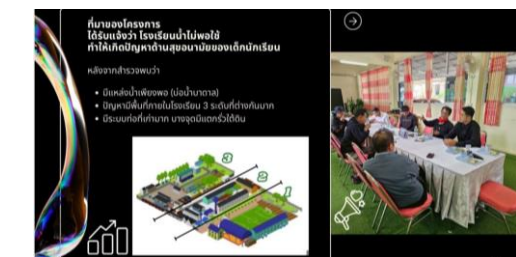 ที่มาของโครงการ
ได้รับแจ้งว่า โรงเรียนน้ำไม่พอใช้
ทำให้เกิดปัญหาด้านสุขอนามัยของเด็กนักเรียน
หลังจากสำรวจพบว่า
• มีแหล่งน้ำเพียงพอ (บ่อน้ำบาดาล)
• ปัญหามีพื้นที่ภายในโรงเรียน 3 ระดับที่ต่างกันมาก
• มีระบบท่อที่เก่ามาก บางจุดมีแตกรั่วใต้ดิน
3
2
1